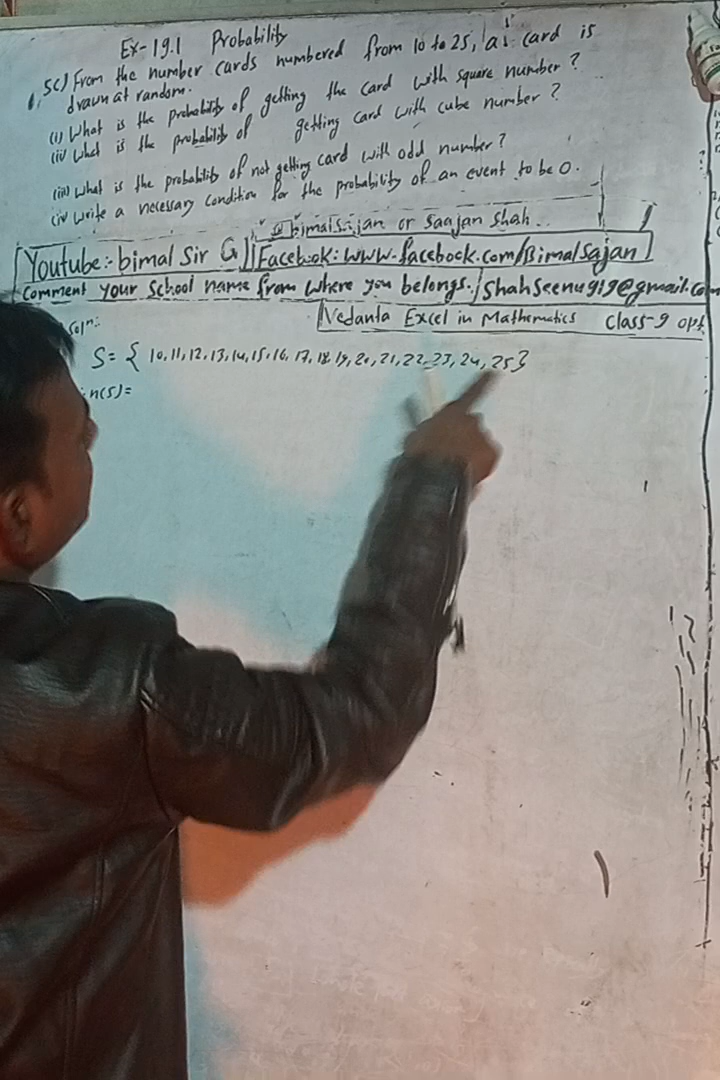 Ex-19.1 Probability
5c) From the number cards numbered from 10 to 25, a card is
drawn at random.
(i) What is the probability of getting the card with square number?
(ii) What is the probability of getting card with cube number?
(iii) What is the probability of not getting card with odd number?
(iv) Write a necessary condition for the probability of an event to be 0.
or Saajan Shah.
Youtube:- bimal Sir G Facebook: www.facebook.com/Bimalsajan
Comment your school name from where you belongs. Shahseenu919@gmail.com
Vedanta Excel in Mathematics Class-9 opt
Solⁿ:
S = { 10, 11, 12, 13, 14, 15, 16, 17, 18, 19, 20, 21, 22, 23, 24, 25}
n(S) =